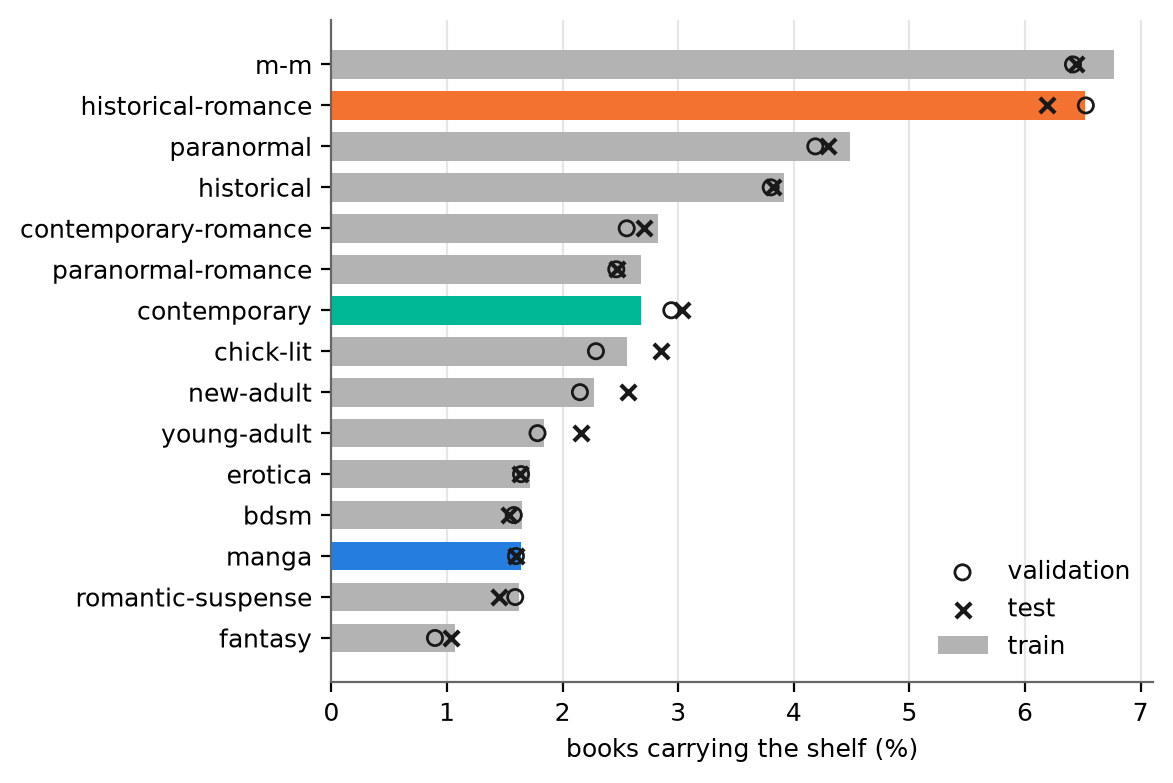 m-m
historical-romance
paranormal
historical
contemporary-romance
paranormal-romance
contemporary
chick-lit
new-adult
young-adult
erotica
bdsm
manga
romantic-suspense
fantasy
validation
test
train
0 1 2 3 4 5 6 7
books carrying the shelf (%)